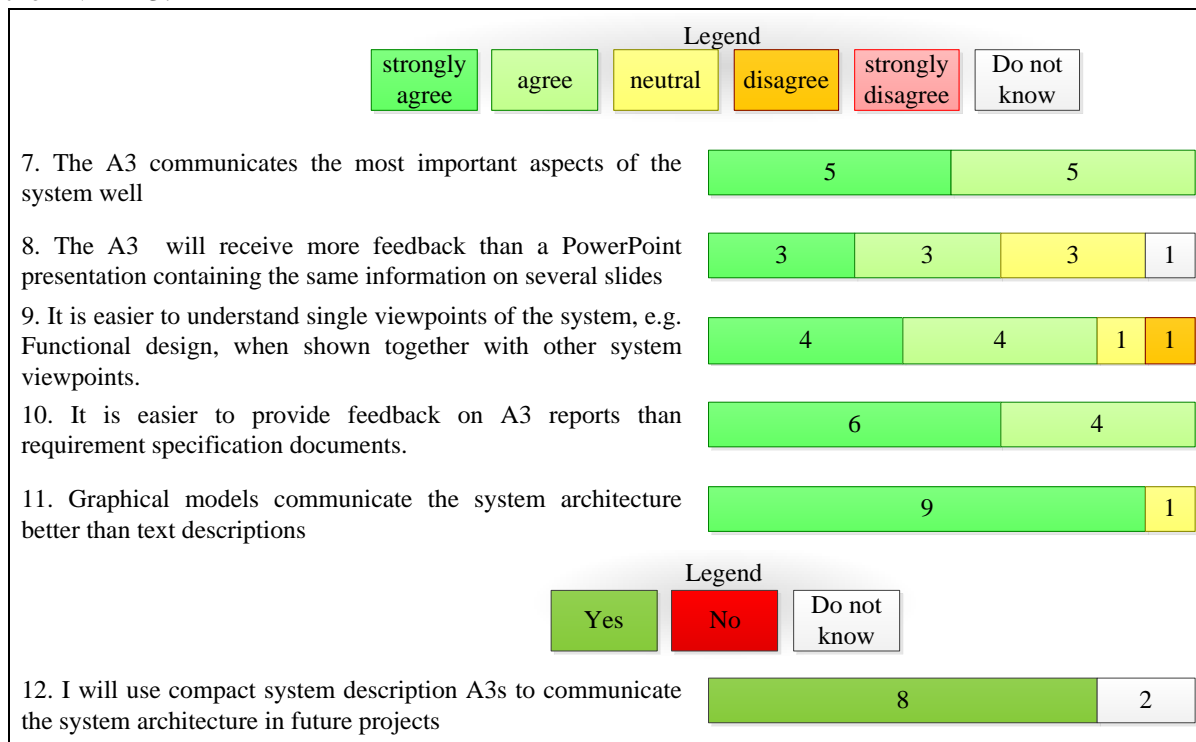 Legend
strongly agree
agree
neutral
disagree
strongly disagree
Do not know
7. The A3 communicates the most important aspects of the
system well
5 5
8. The A3 will receive more feedback than a PowerPoint
presentation containing the same information on several slides
3 3 3 1
9. It is easier to understand single viewpoints of the system, e.g.
Functional design, when shown together with other system
viewpoints.
4 4 1 1
10. It is easier to provide feedback on A3 reports than
requirement specification documents.
6 4
11. Graphical models communicate the system architecture
better than text descriptions
9 1
Legend
Yes
No
Do not know
12. I will use compact system description A3s to communicate
the system architecture in future projects
8 2